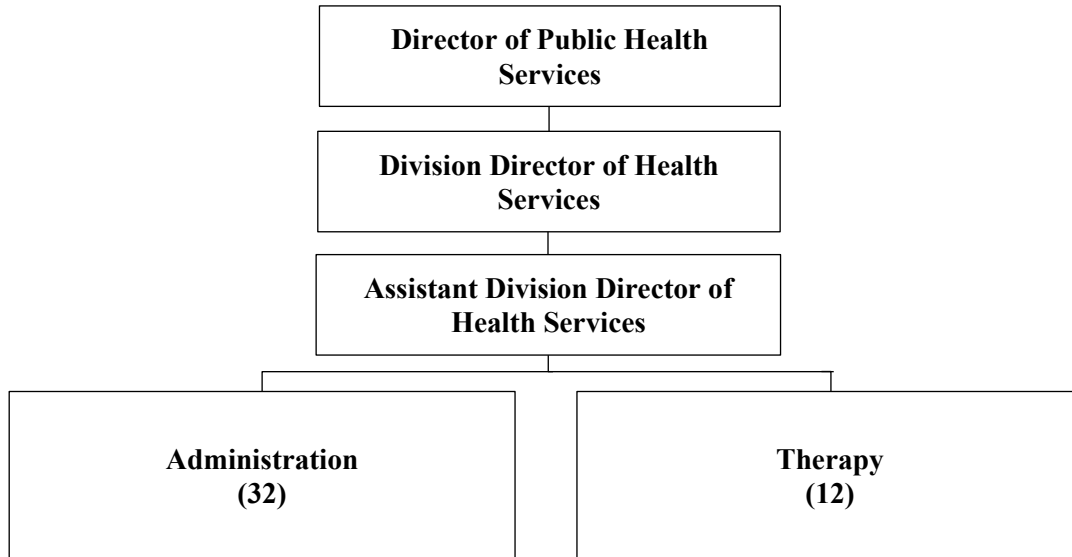 Director of Public Health
Services
Division Director of Health
Services
Assistant Division Director of
Health Services
Administration
(32)
Therapy
(12)